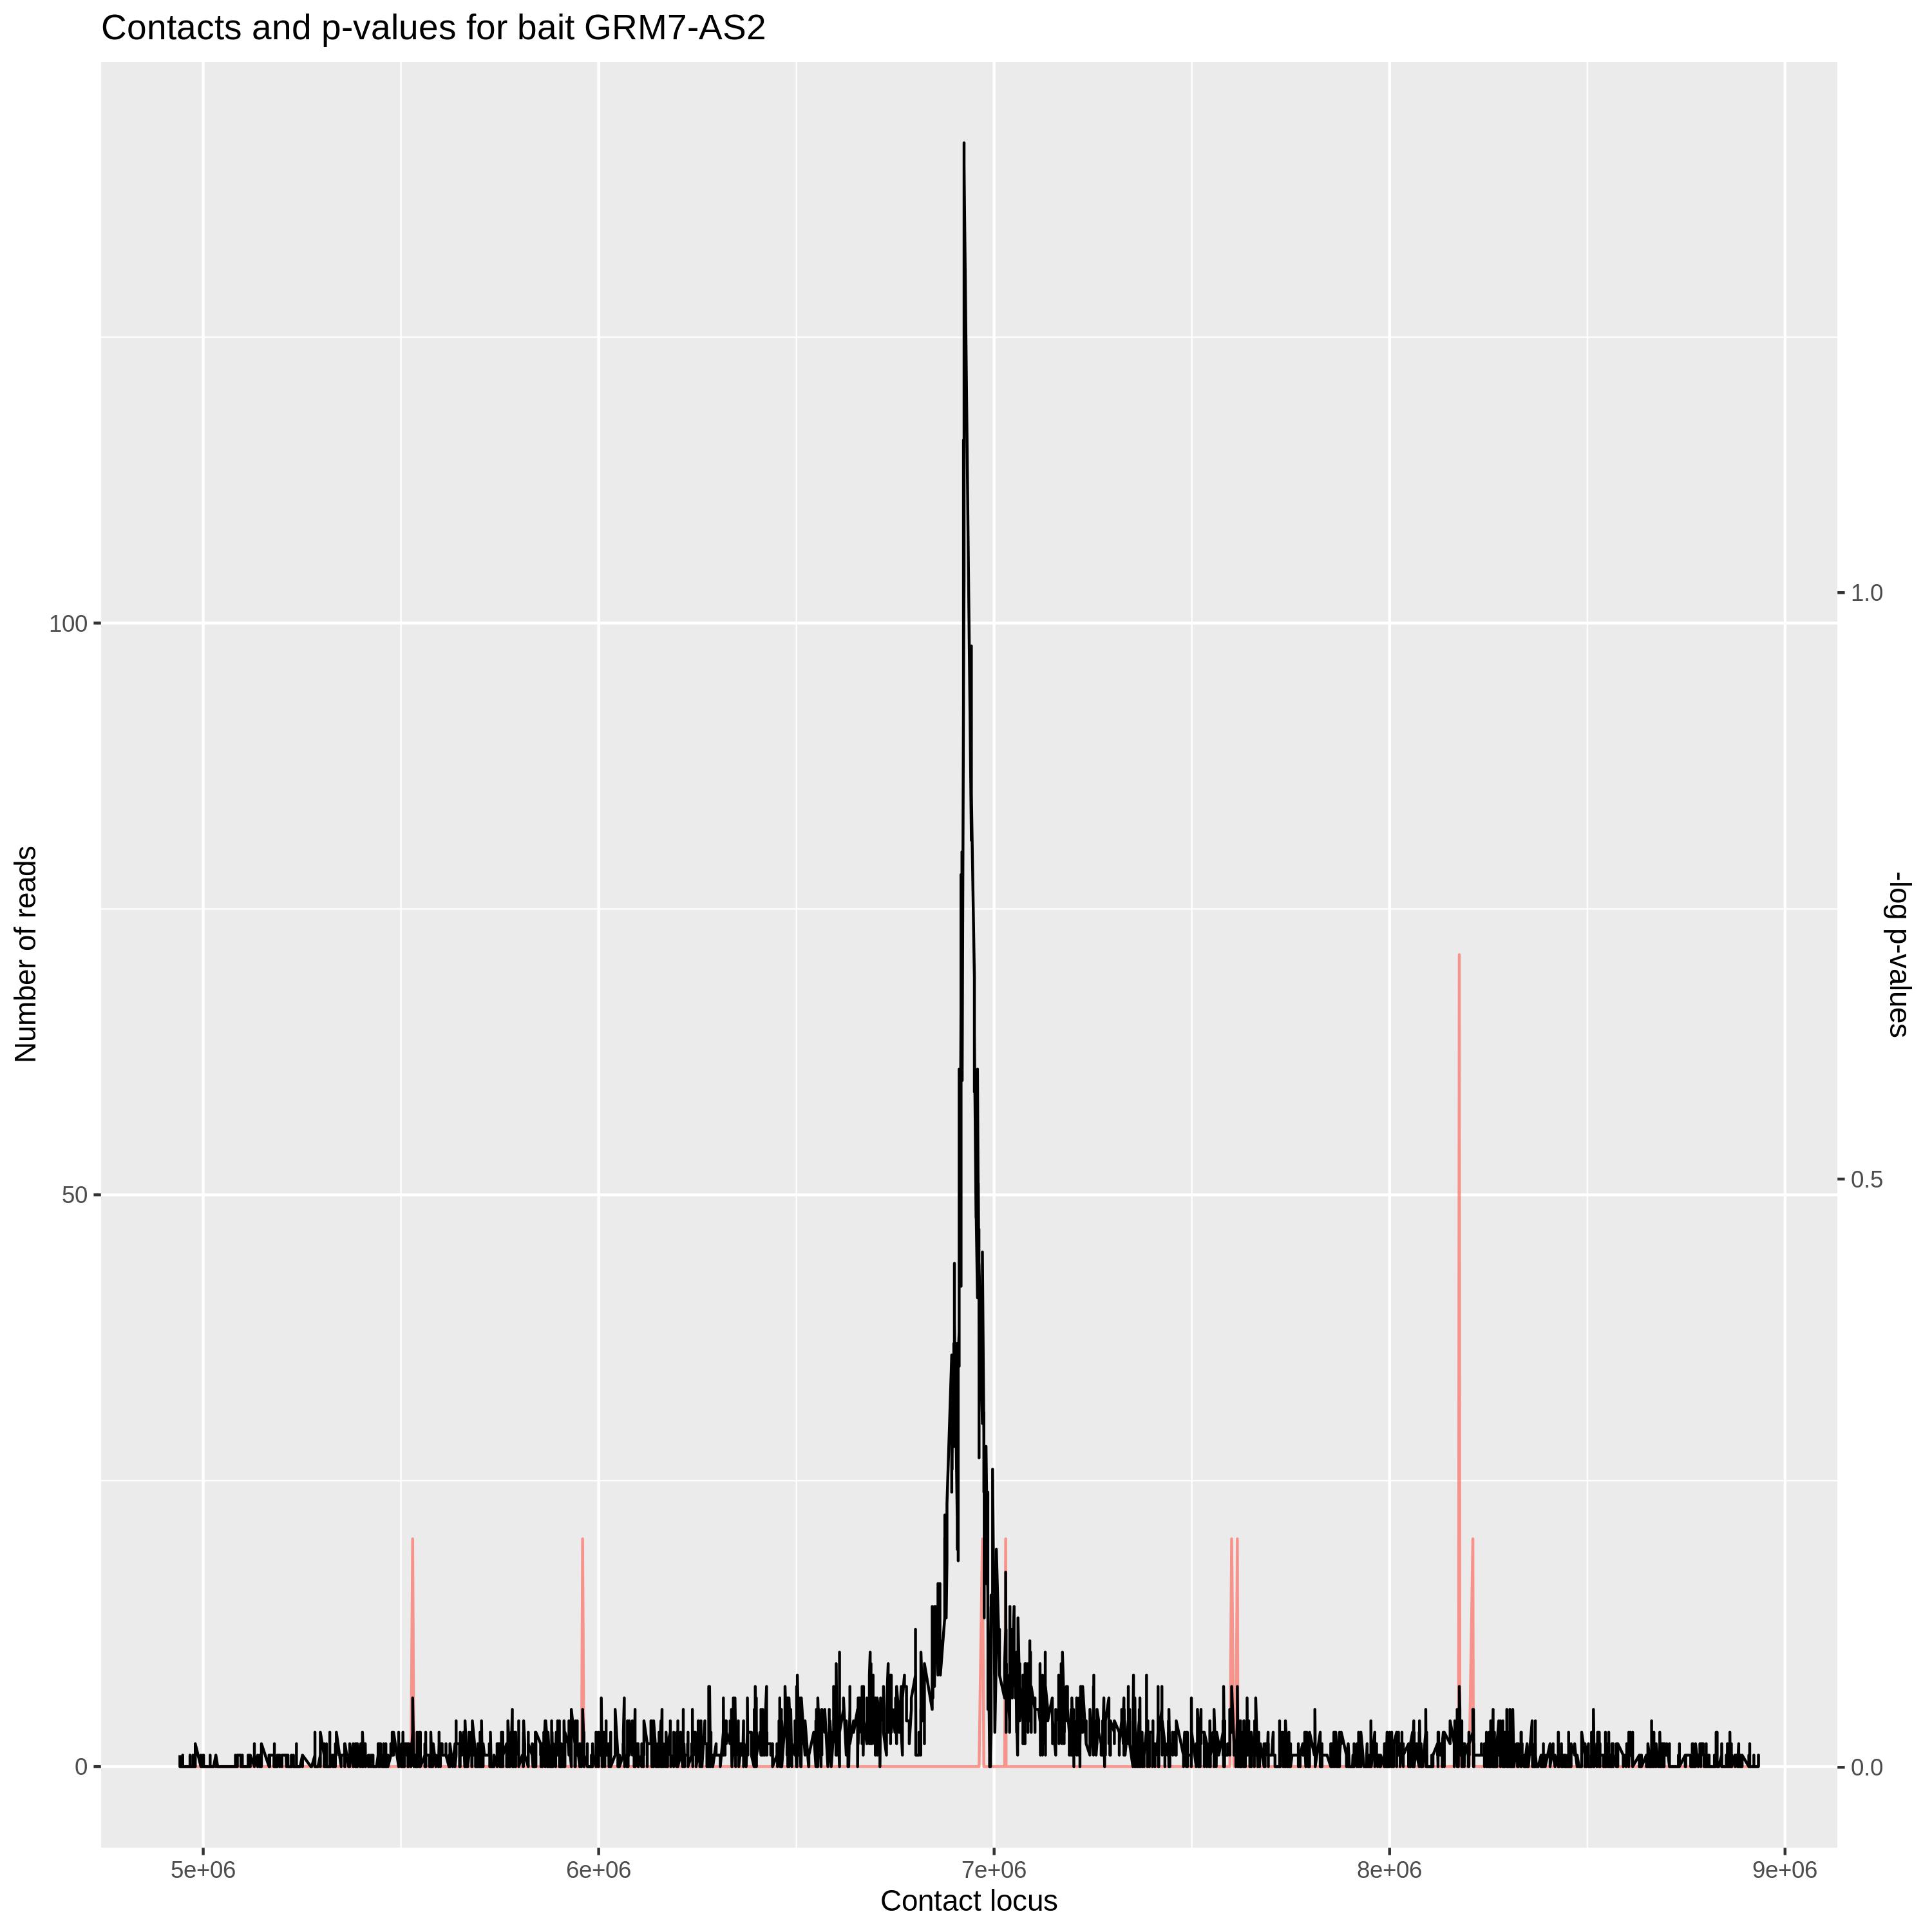 Contacts and p-values for bait GRM7-AS2
100
50
0
Number of reads
1.0
0.5
0.0
-log p-values
5e+06 6e+06 7e+06 8e+06 9e+06
Contact locus